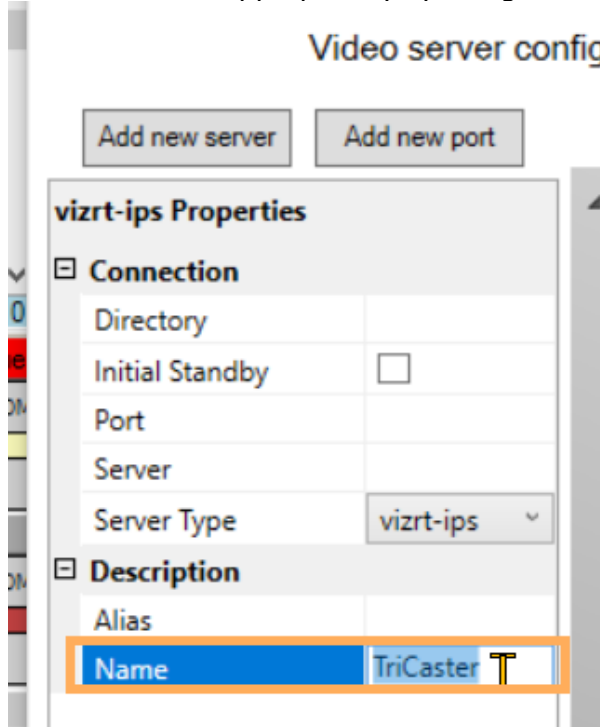 Video server config
Add new server Add new port
vizrt-ips Properties
Connection
Directory
Initial Standby
Port
Server
Server Type vizrt-ips
Description
Alias
Name TriCaster
0